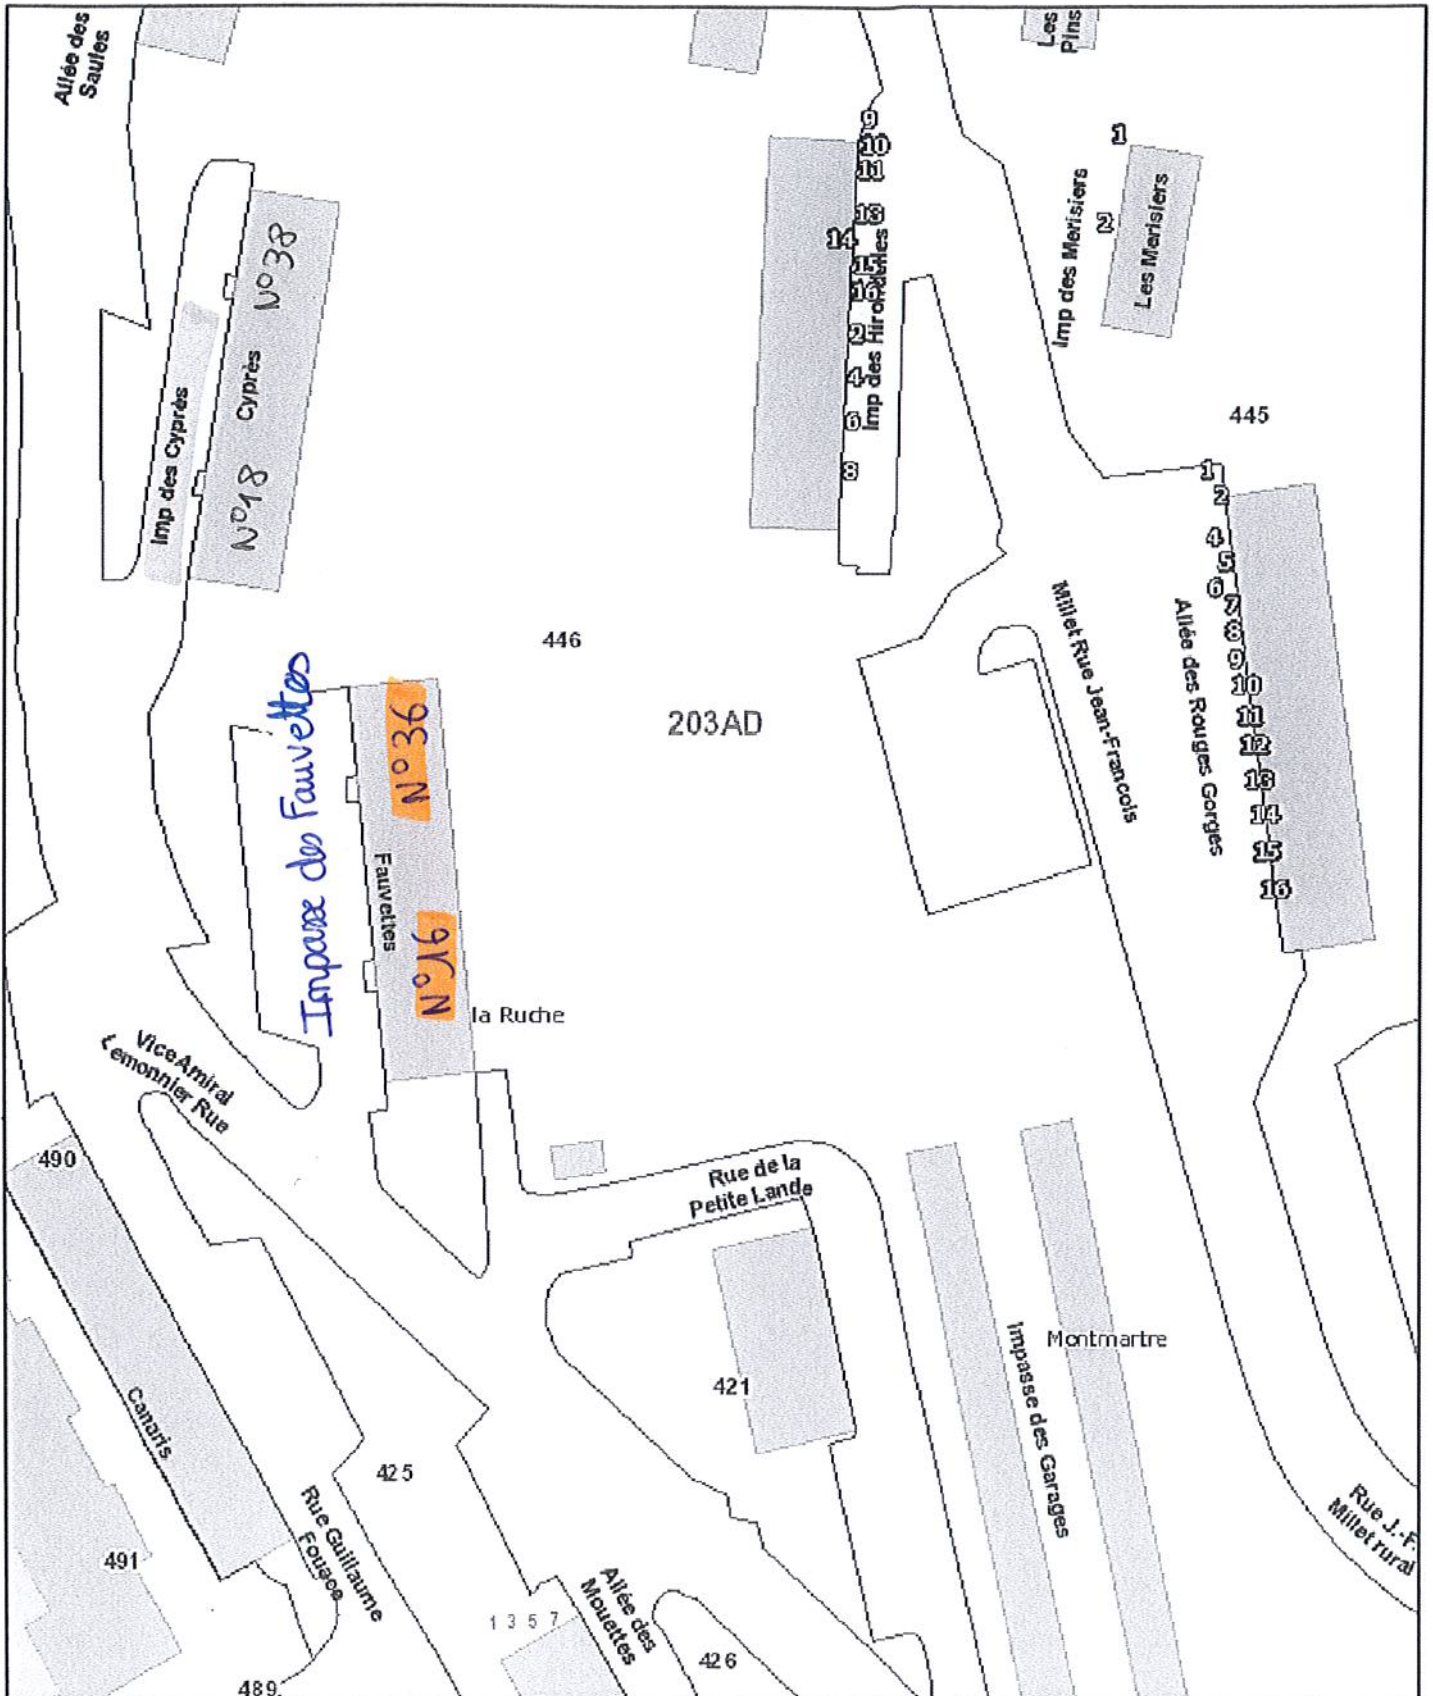 Allée des
Saules
Les
Pins
9
10
11
13
14
15
16
2
4
6
8
Imp des Hirondelles
1
2
Imp des Merisiers
Les Merisiers
N°38
Cyprès
N°18
Imp des Cyprès
445
1
2
4
5
6
7
8
9
10
11
12
13
14
15
16
Allée des Rouges Gorges
Millet Rue Jean-Francois
446
203AD
Impasse des Fauvettes
N°36
Fauvettes
N°16
la Ruche
Vice Amiral
Lemonnier Rue
490
Rue de la
Petite Lande
Canaris
421
Impasse des Garages
Montmartre
425
Rue Guillaume
Fouace
491
Rue J.-F.
Millet rural
1 3 5 7
Allée des
Mouettes
426
489